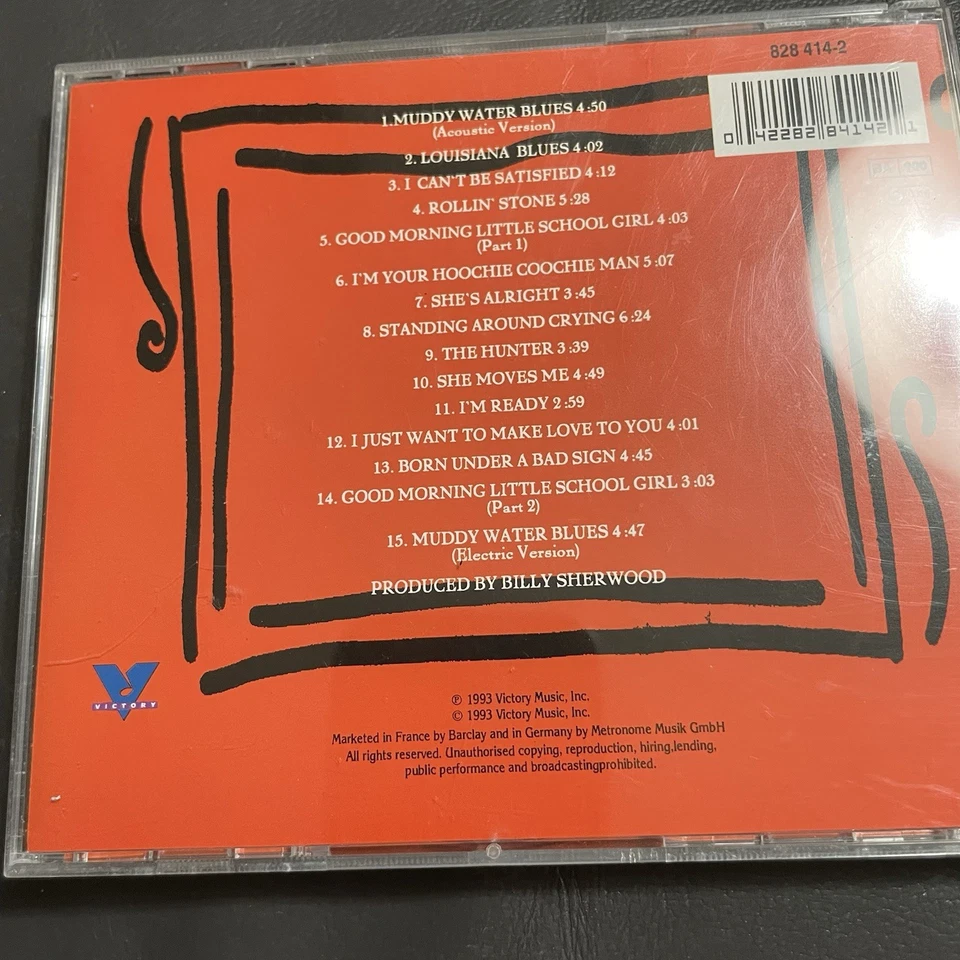 828 414-2
0 42282 84142 1
1.MUDDY WATER BLUES 4:50
(Acoustic Version)
2. LOUISIANA BLUES 4:02
3. I CAN'T BE SATISFIED 4:12
4. ROLLIN' STONE 5:28
5. GOOD MORNING LITTLE SCHOOL GIRL 4:03
(Part 1)
6. I'M YOUR HOOCHIE COOCHIE MAN 5:07
7. SHE'S ALRIGHT 3:45
8. STANDING AROUND CRYING 6:24
9. THE HUNTER 3:39
10. SHE MOVES ME 4:49
11. I'M READY 2:59
12. I JUST WANT TO MAKE LOVE TO YOU 4:01
13. BORN UNDER A BAD SIGN 4:45
14. GOOD MORNING LITTLE SCHOOL GIRL 3:03
(Part 2)
15. MUDDY WATER BLUES 4:47
(Electric Version)
PRODUCED BY BILLY SHERWOOD
VICTORY
℗ 1993 Victory Music, Inc.
© 1993 Victory Music, Inc.
Marketed in France by Barclay and in Germany by Metronome Musik GmbH
All rights reserved. Unauthorised copying, reproduction, hiring,lending,
public performance and broadcastingprohibited.